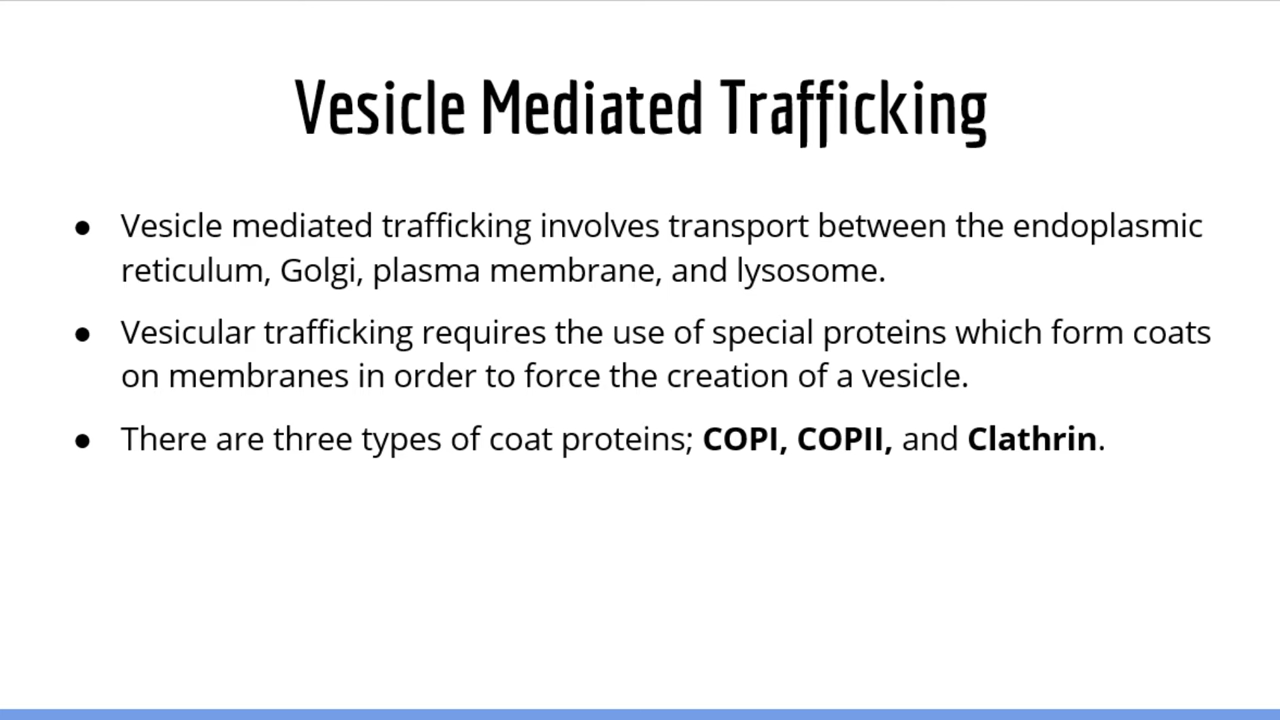 Vesicle Mediated Trafficking
● Vesicle mediated trafficking involves transport between the endoplasmic
reticulum, Golgi, plasma membrane, and lysosome.
● Vesicular trafficking requires the use of special proteins which form coats
on membranes in order to force the creation of a vesicle.
● There are three types of coat proteins; COPI, COPII, and Clathrin.